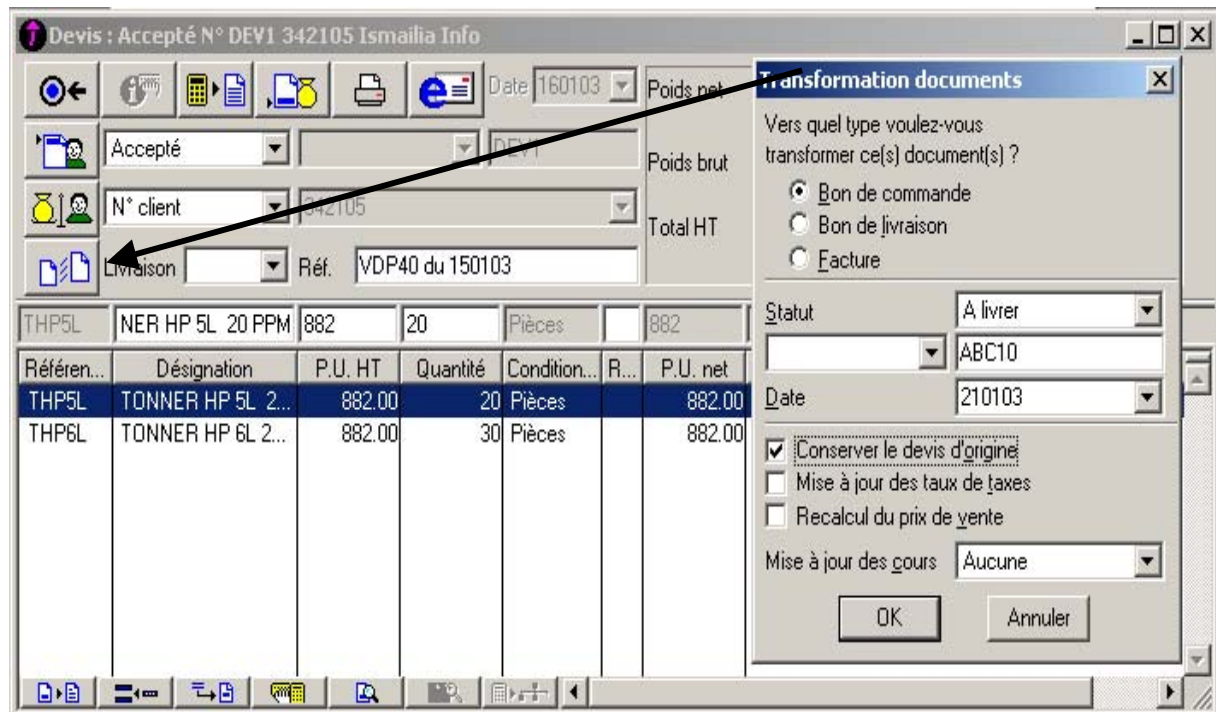 Devis : Accepté N° DEV1 342105 Ismailia Info
Date 160103
Poids net
Accepté
DEV1
Poids brut
N° client
342105
Total HT
Livraison
Réf.
VDP40 du 150103
THP5L
NER HP 5L 20 PPM
882
20
Pièces
882
Référen...
Désignation
P.U. HT
Quantité
Condition...
R...
P.U. net
THP5L
TONNER HP 5L 2...
882.00
20
Pièces
882.00
THP6L
TONNER HP 6L 2...
882.00
30
Pièces
882.00
Transformation documents
Vers quel type voulez-vous
transformer ce(s) document(s) ?
Bon de commande
Bon de livraison
Facture
Statut
A livrer
ABC10
Date
210103
Conserver le devis d'origine
Mise à jour des taux de taxes
Recalcul du prix de vente
Mise à jour des cours
Aucune
OK
Annuler